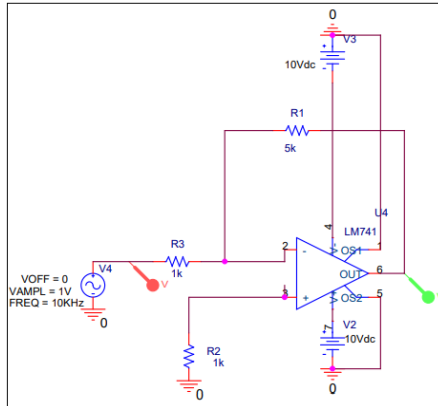 0
V3
10Vdc
R1
5k
4
U4
LM741
V-
OS1
1
2
-
OUT
6
R3
1k
V4
V
VOFF = 0
VAMPL = 1V
FREQ = 10KHz
0
3
+
OS2
5
V+
7
V2
10Vdc
R2
1k
0
0